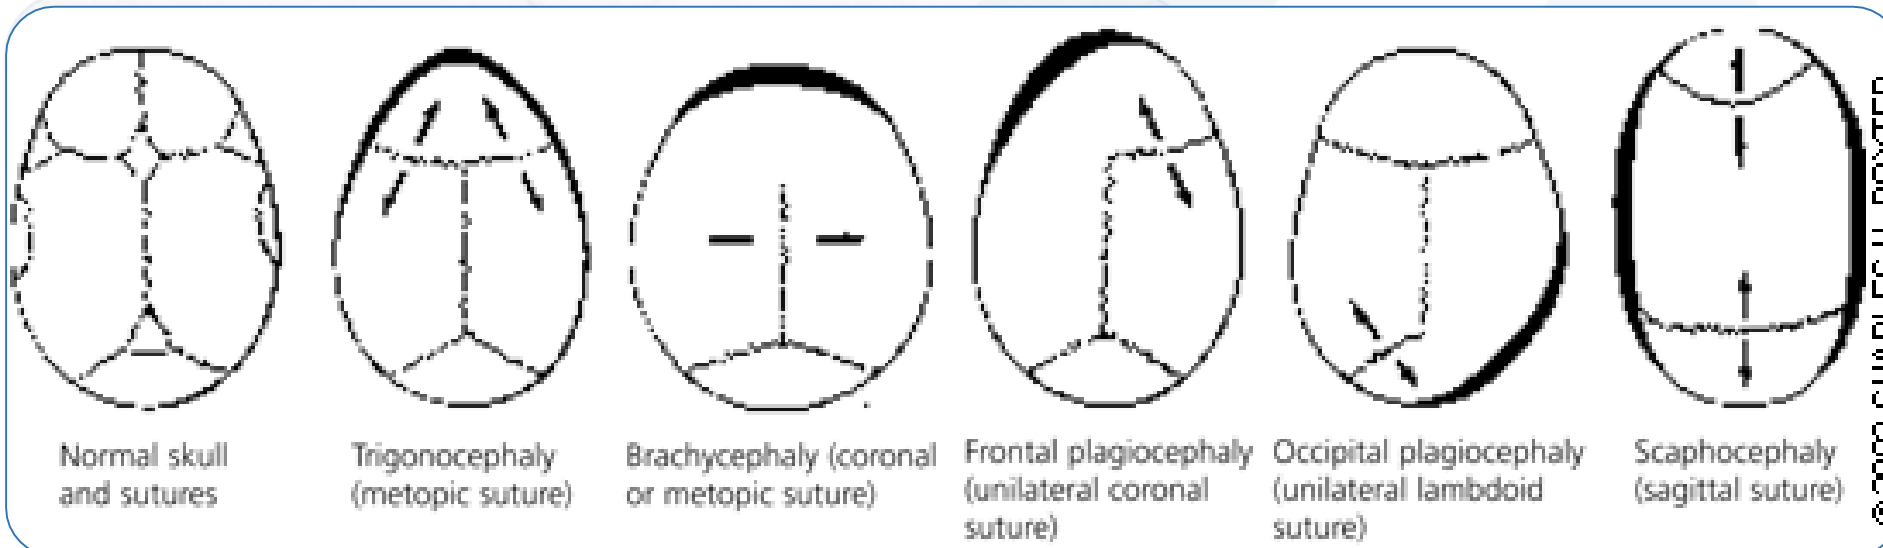 Normal skull
and sutures
Trigonocephaly
(metopic suture)
Brachycephaly (coronal
or metopic suture)
Frontal plagiocephaly
(unilateral coronal
suture)
Occipital plagiocephaly
(unilateral lambdoid
suture)
Scaphocephaly
(sagittal suture)